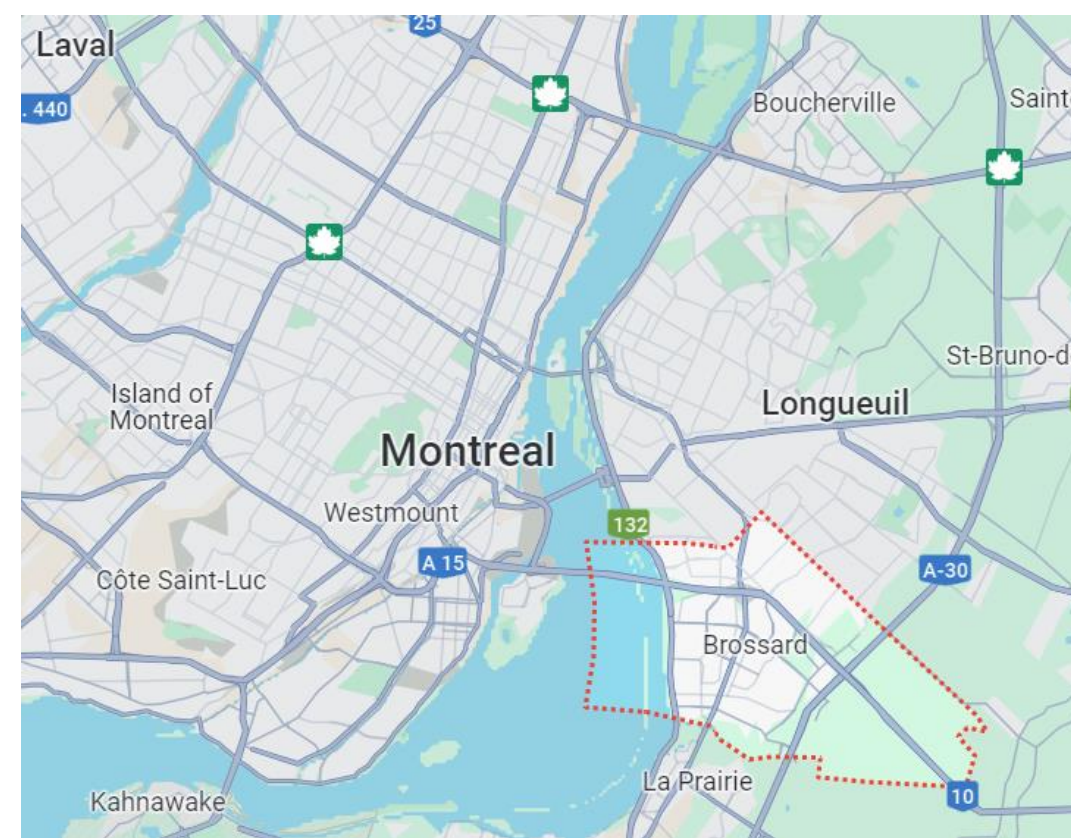 25
Laval
. 440
Boucherville
Saint
Island of
Montreal
St-Bruno-d
Longueuil
Montreal
Westmount
132
A 15
Côte Saint-Luc
A-30
Brossard
La Prairie
Kahnawake
10